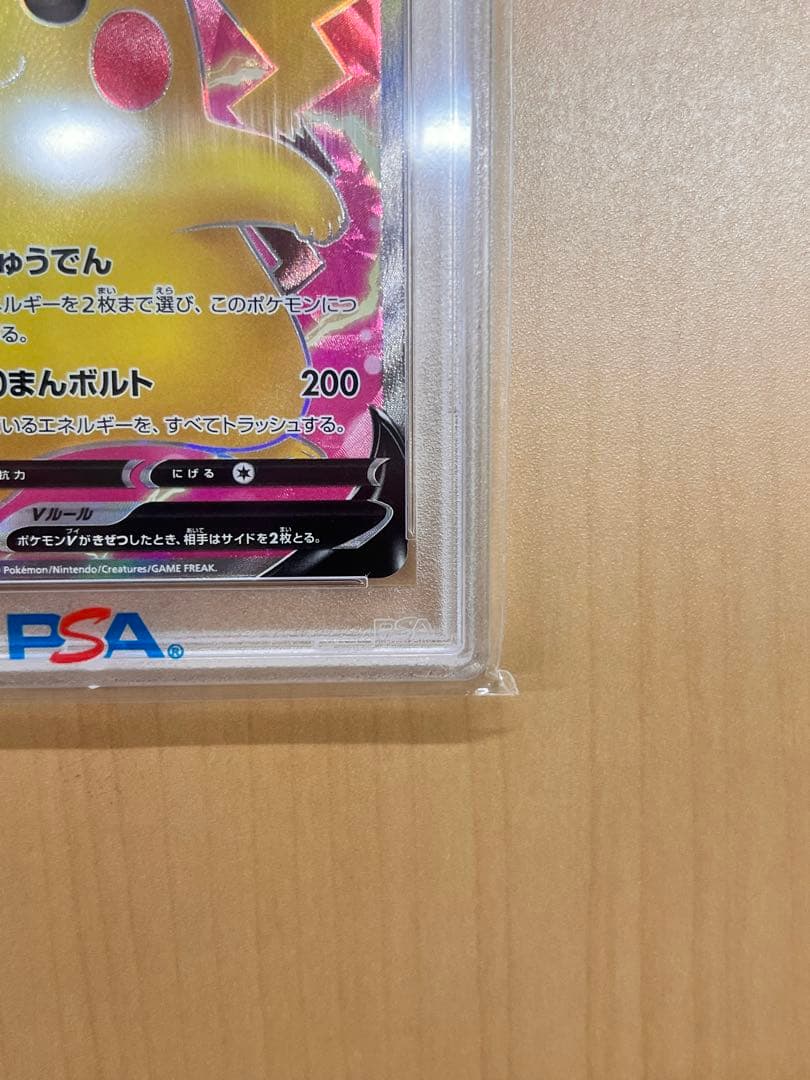 ゅうでん
ネルギーを2枚まで選び、このポケモンにつ
る。
0まんボルト 200
いるエネルギーを、すべてトラッシュする。
抗力 にげる
Vルール
ポケモンVがきぜつしたとき、相手はサイドを2枚とる。
Pokémon/Nintendo/Creatures/GAME FREAK.
PSA®
PSA